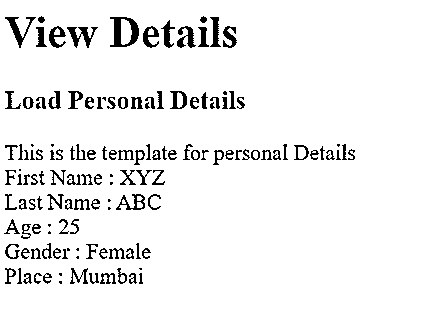 View Details
Load Personal Details
This is the template for personal Details
First Name : XYZ
Last Name : ABC
Age : 25
Gender : Female
Place : Mumbai